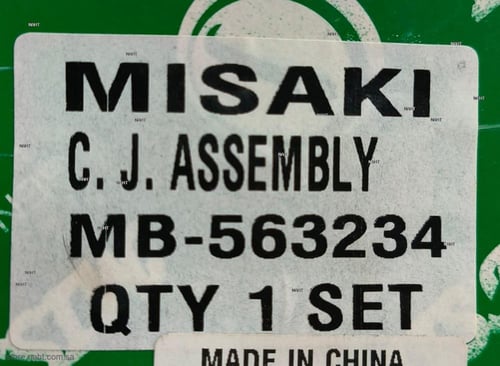 MISAKI
C. J. ASSEMBLY
MB-563234
QTY 1 SET
MADE IN CHINA